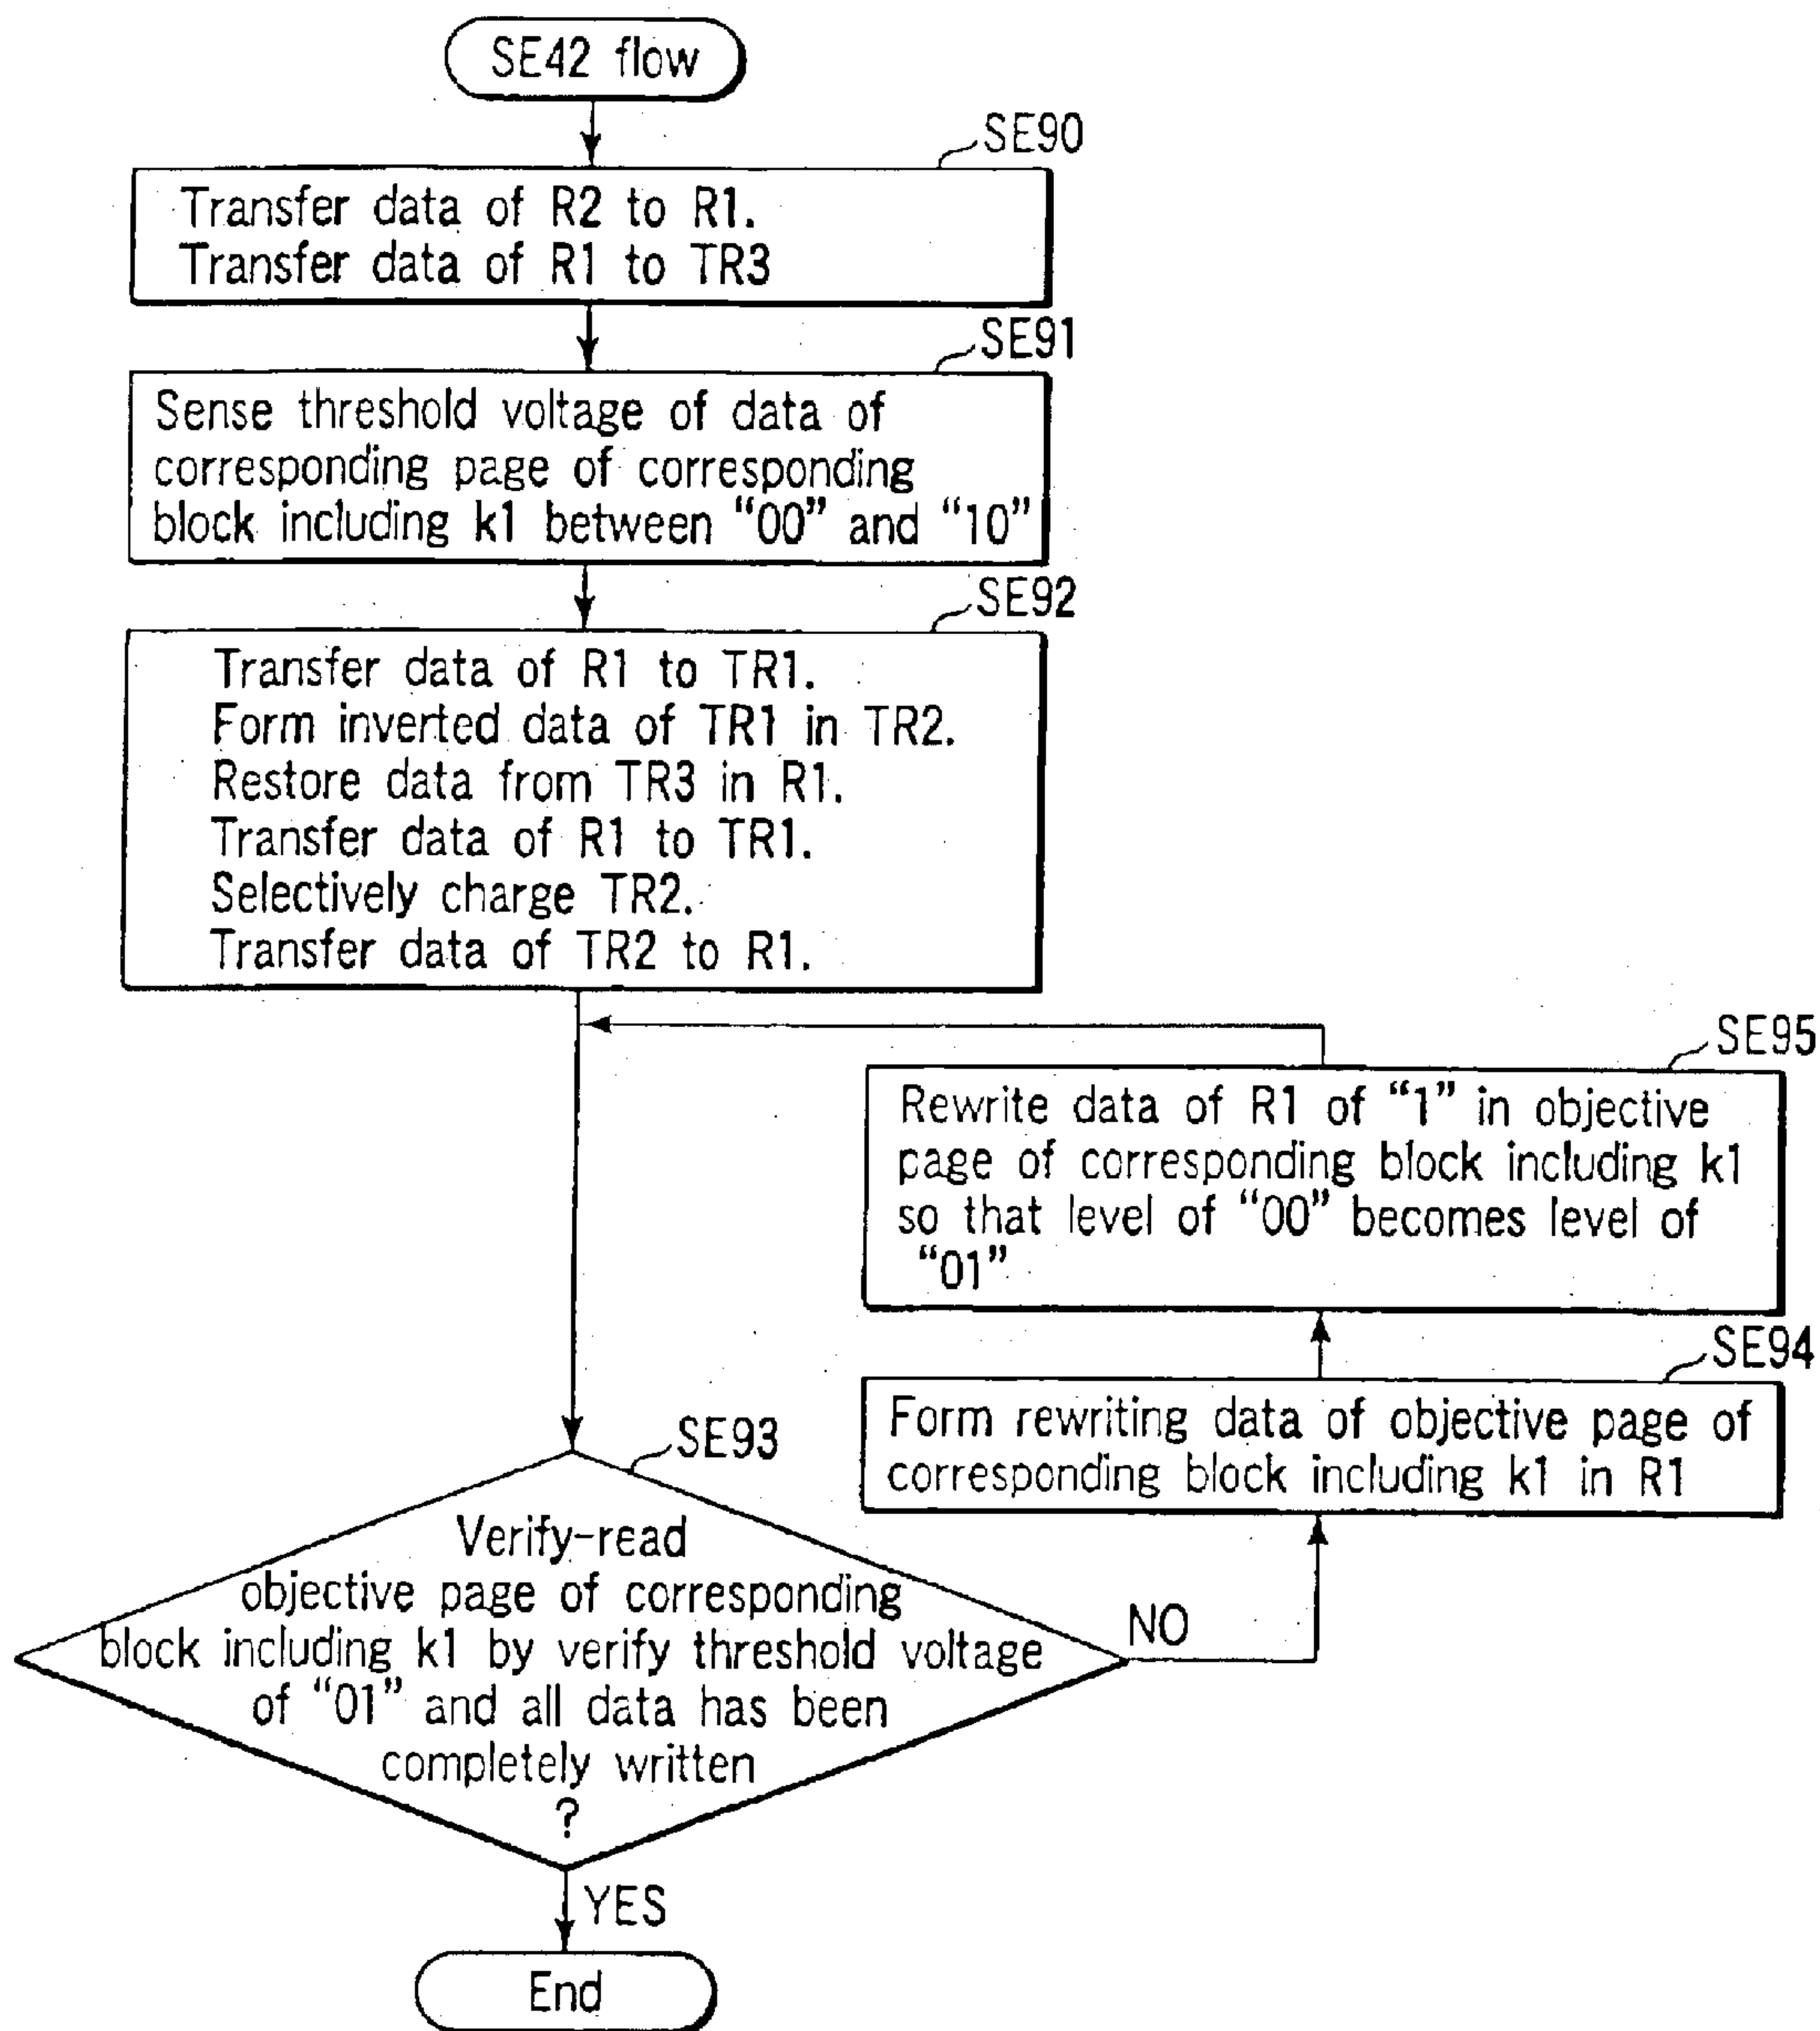 SE42 flow
SE90
Transfer data of R2 to R1.
Transfer data of R1 to TR3
SE91
Sense threshold voltage of data of
corresponding page of corresponding
block including k1 between “00” and “10”
SE92
Transfer data of R1 to TR1.
Form inverted data of TR1 in TR2.
Restore data from TR3 in R1.
Transfer data of R1 to TR1.
Selectively charge TR2.
Transfer data of TR2 to R1.
SE95
Rewrite data of R1 of “1” in objective
page of corresponding block including k1
so that level of “00” becomes level of
“01”
SE94
Form rewriting data of objective page of
corresponding block including k1 in R1
SE93
Verify-read
objective page of corresponding
block including k1 by verify threshold voltage
of “01” and all data has been
completely written
?
NO
YES
End